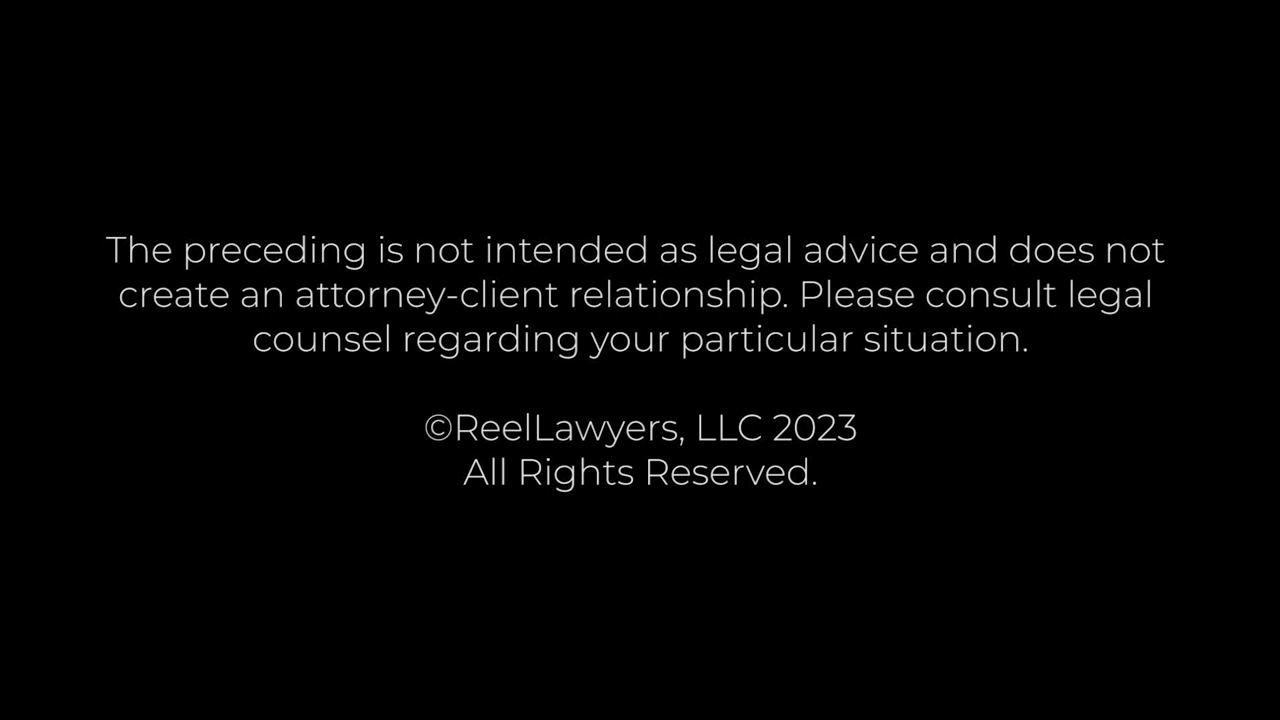 The preceding is not intended as legal advice and does not
create an attorney-client relationship. Please consult legal
counsel regarding your particular situation.
©ReelLawyers, LLC 2023
All Rights Reserved.